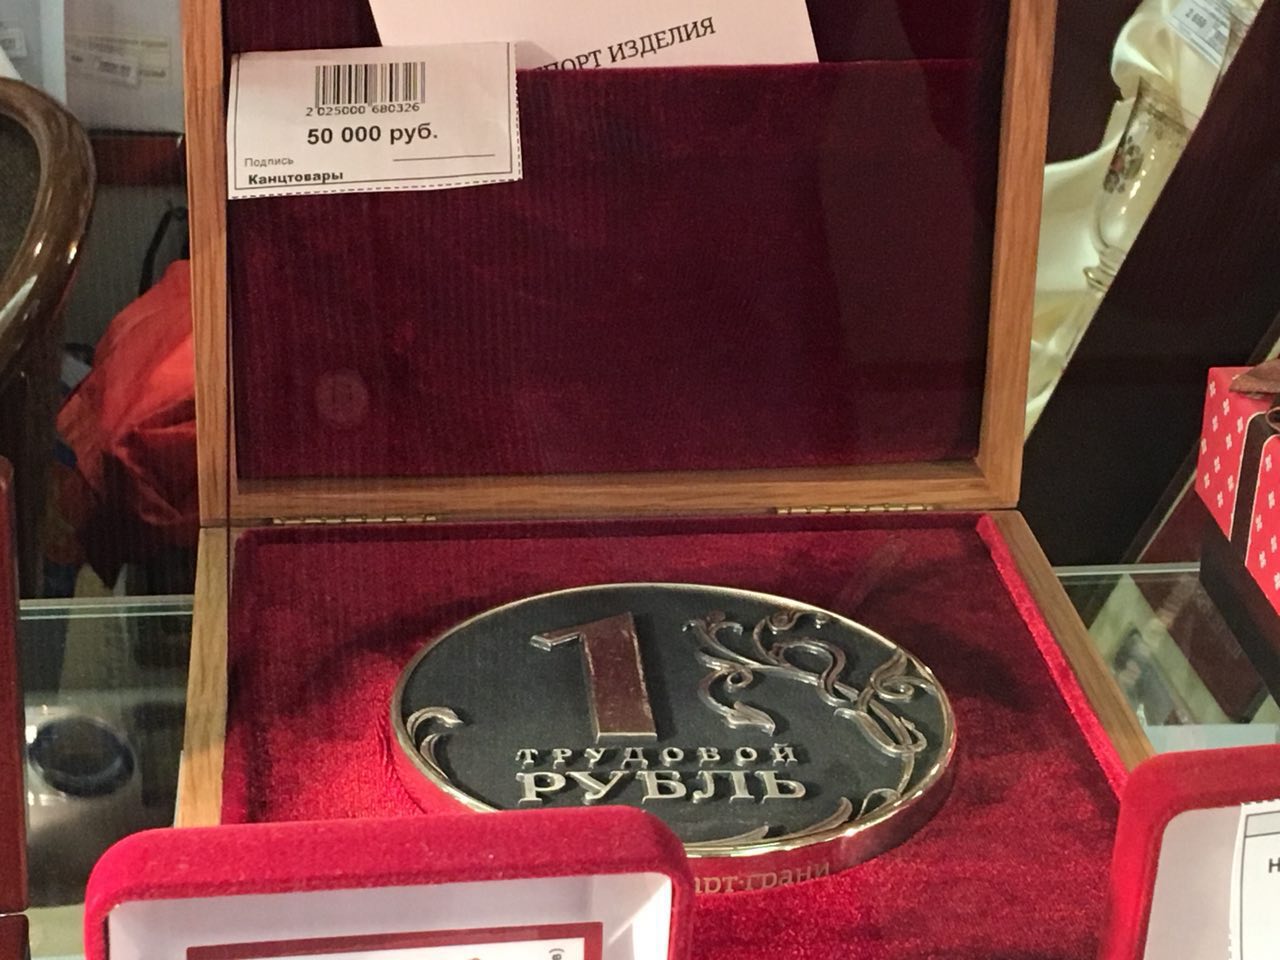 ПОРТ ИЗДЕЛИЯ
2 025000 680326
50 000 руб.
Подпись
Канцтовары
1
ТРУДОВОЙ
РУБЛЬ
арт-грани